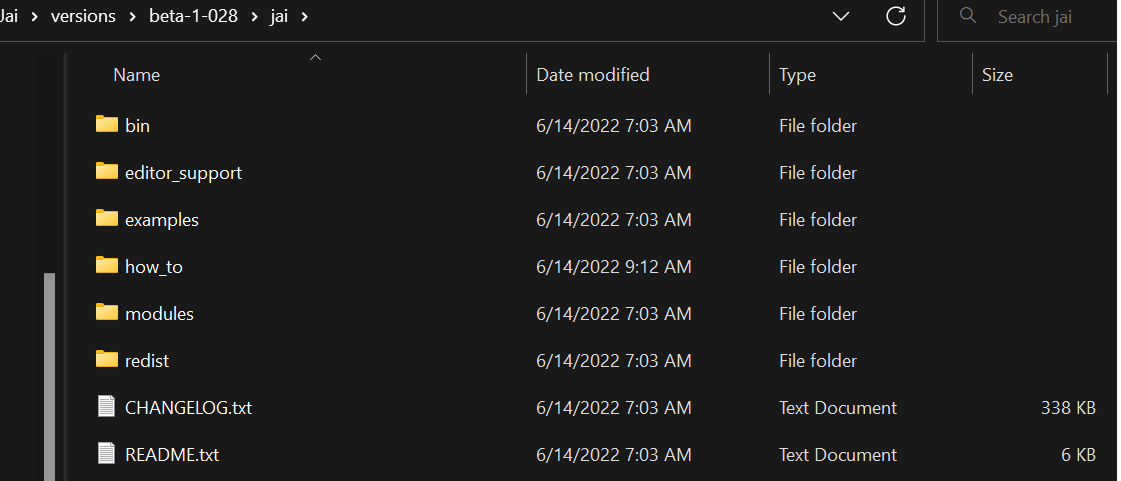 Jai > versions > beta-1-028 > jai > Search jai
Name Date modified Type Size
bin 6/14/2022 7:03 AM File folder
editor_support 6/14/2022 7:03 AM File folder
examples 6/14/2022 7:03 AM File folder
how_to 6/14/2022 9:12 AM File folder
modules 6/14/2022 7:03 AM File folder
redist 6/14/2022 7:03 AM File folder
CHANGELOG.txt 6/14/2022 7:03 AM Text Document 338 KB
README.txt 6/14/2022 7:03 AM Text Document 6 KB